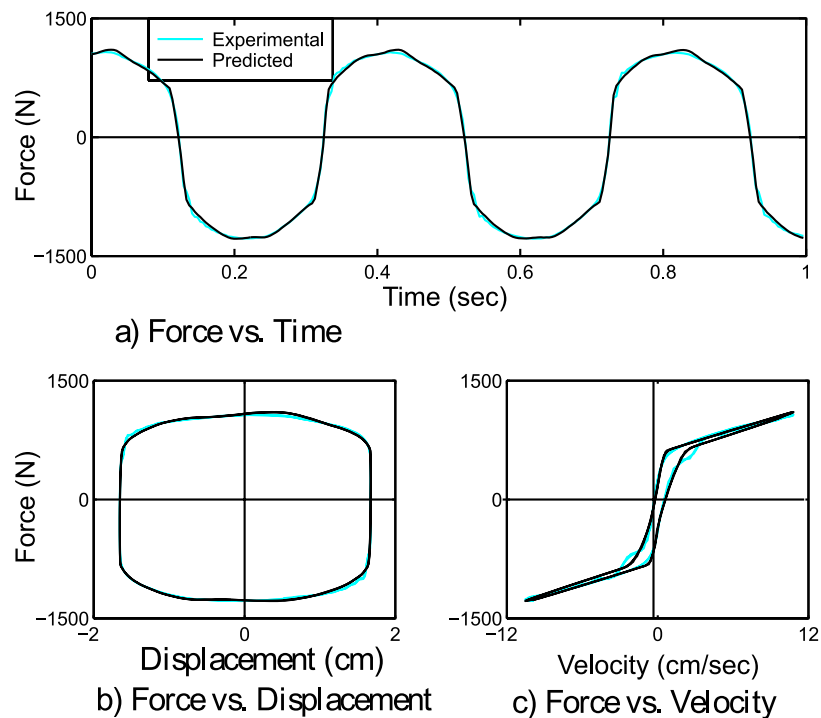 1500
Experimental
Predicted
Force (N)
0
−1500
0 0.2 0.4 0.6 0.8 1
Time (sec)
a) Force vs. Time
1500 1500
Force (N)
0 0
−1500 −1500
−2 0 2 −12 0 12
Displacement (cm) Velocity (cm/sec)
b) Force vs. Displacement c) Force vs. Velocity